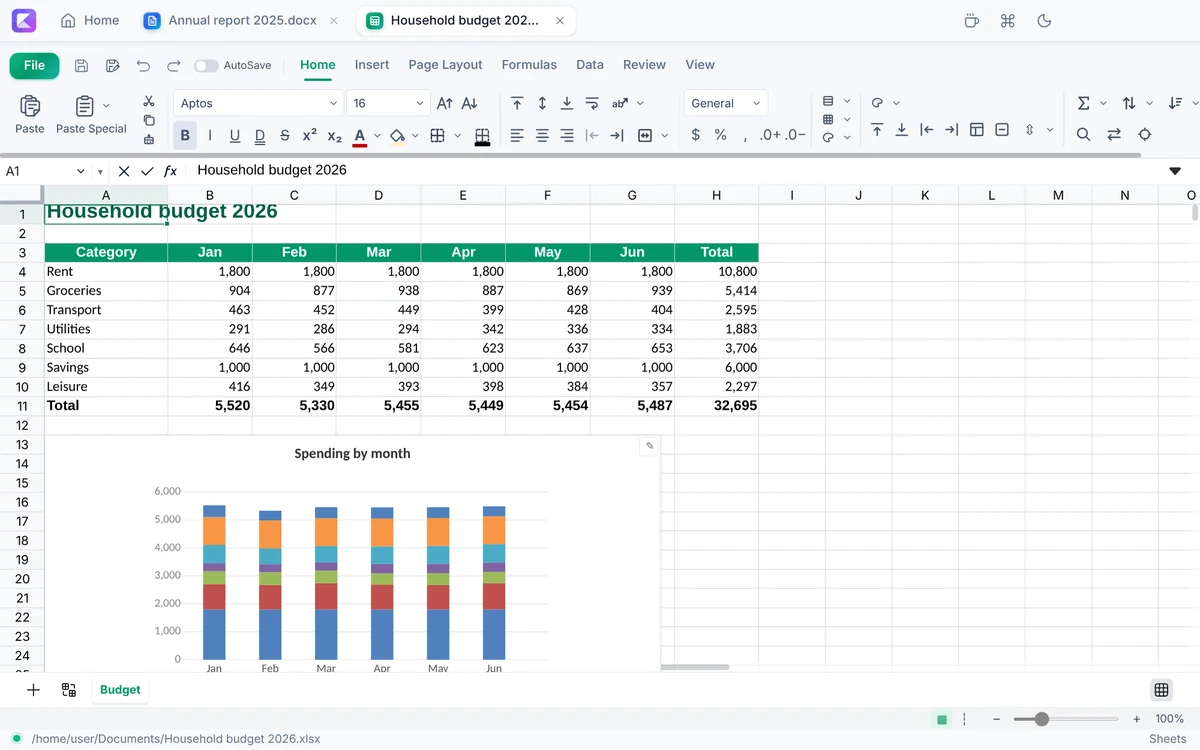 Home Annual report 2025.docx Household budget 202...
File AutoSave Home Insert Page Layout Formulas Data Review View
Paste Paste Special Aptos 16 General
A1 fx Household budget 2026
A B C D E F G H I J K L M N O
1 Household budget 2026
2
3 Category Jan Feb Mar Apr May Jun Total
4 Rent 1,800 1,800 1,800 1,800 1,800 1,800 10,800
5 Groceries 904 877 938 887 869 939 5,414
6 Transport 463 452 449 399 428 404 2,595
7 Utilities 291 286 294 342 336 334 1,883
8 School 646 566 581 623 637 653 3,706
9 Savings 1,000 1,000 1,000 1,000 1,000 1,000 6,000
10 Leisure 416 349 393 398 384 357 2,297
11 Total 5,520 5,330 5,455 5,449 5,454 5,487 32,695
12
13
Spending by month
14
15
6,000
16
5,000
17
18
4,000
19
3,000
20
21
2,000
22
1,000
23
24
0
Jan Feb Mar Apr May Jun
Budget
100%
/home/user/Documents/Household budget 2026.xlsx Sheets